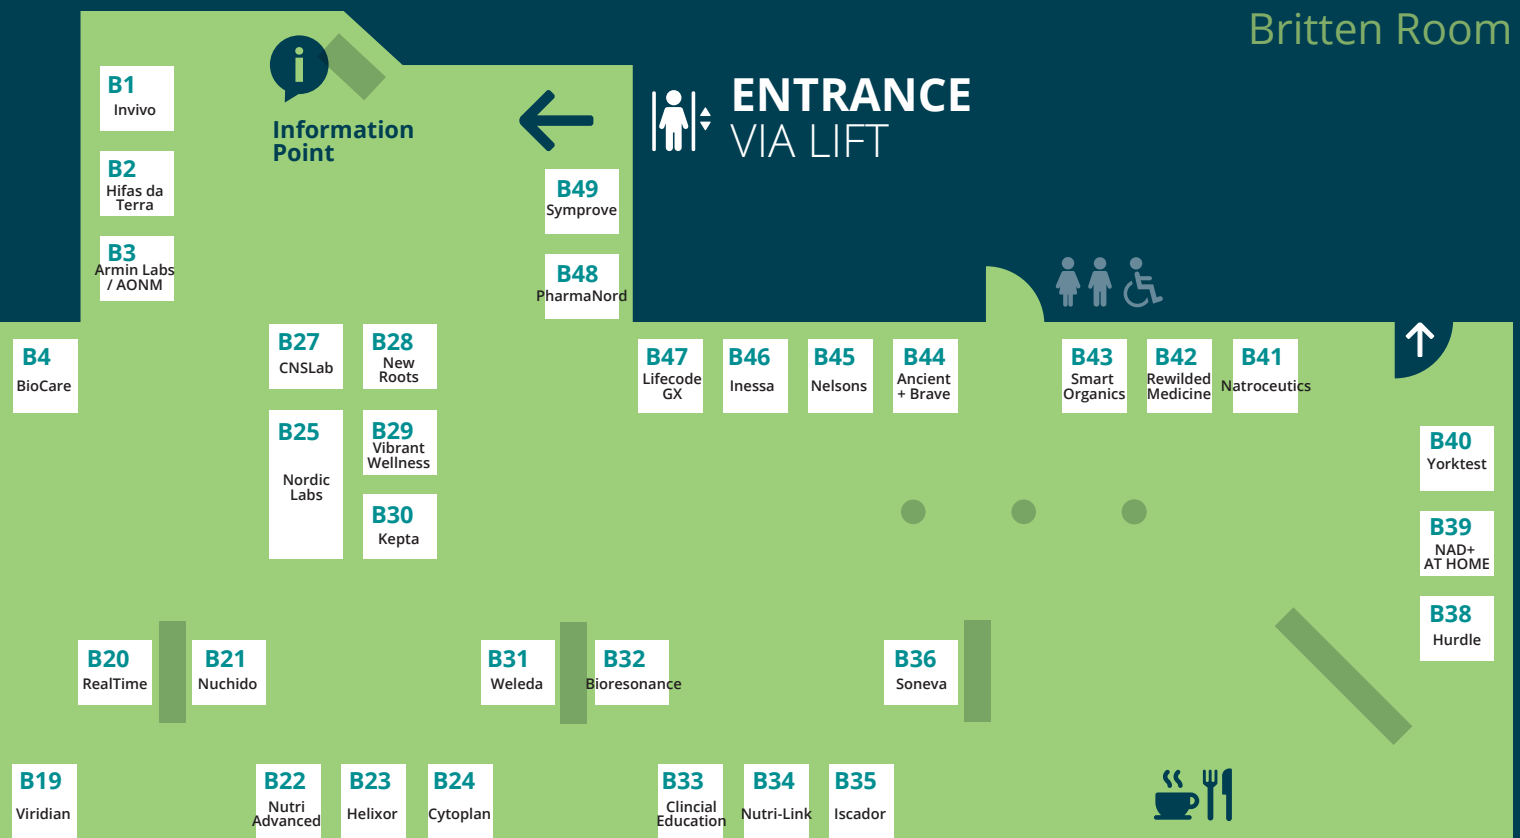 Britten Room
ENTRANCE
VIA LIFT
i
Information
Point
B1
Invivo
B2
Hifas da
Terra
B3
Armin Labs
/ AONM
B49
Symprove
B48
PharmaNord
B4
BioCare
B27
CNSLab
B28
New
Roots
B25
Nordic
Labs
B29
Vibrant
Wellness
B30
Kepta
B47
Lifecode
GX
B46
Inessa
B45
Nelsons
B44
Ancient
+ Brave
B43
Smart
Organics
B42
Rewilded
Medicine
B41
Natroceutics
B40
Yorktest
B39
NAD+
AT HOME
B38
Hurdle
B20
RealTime
B21
Nuchido
B31
Weleda
B32
Bioresonance
B36
Soneva
B19
Viridian
B22
Nutri
Advanced
B23
Helixor
B24
Cytoplan
B33
Clincial
Education
B34
Nutri-Link
B35
Iscador